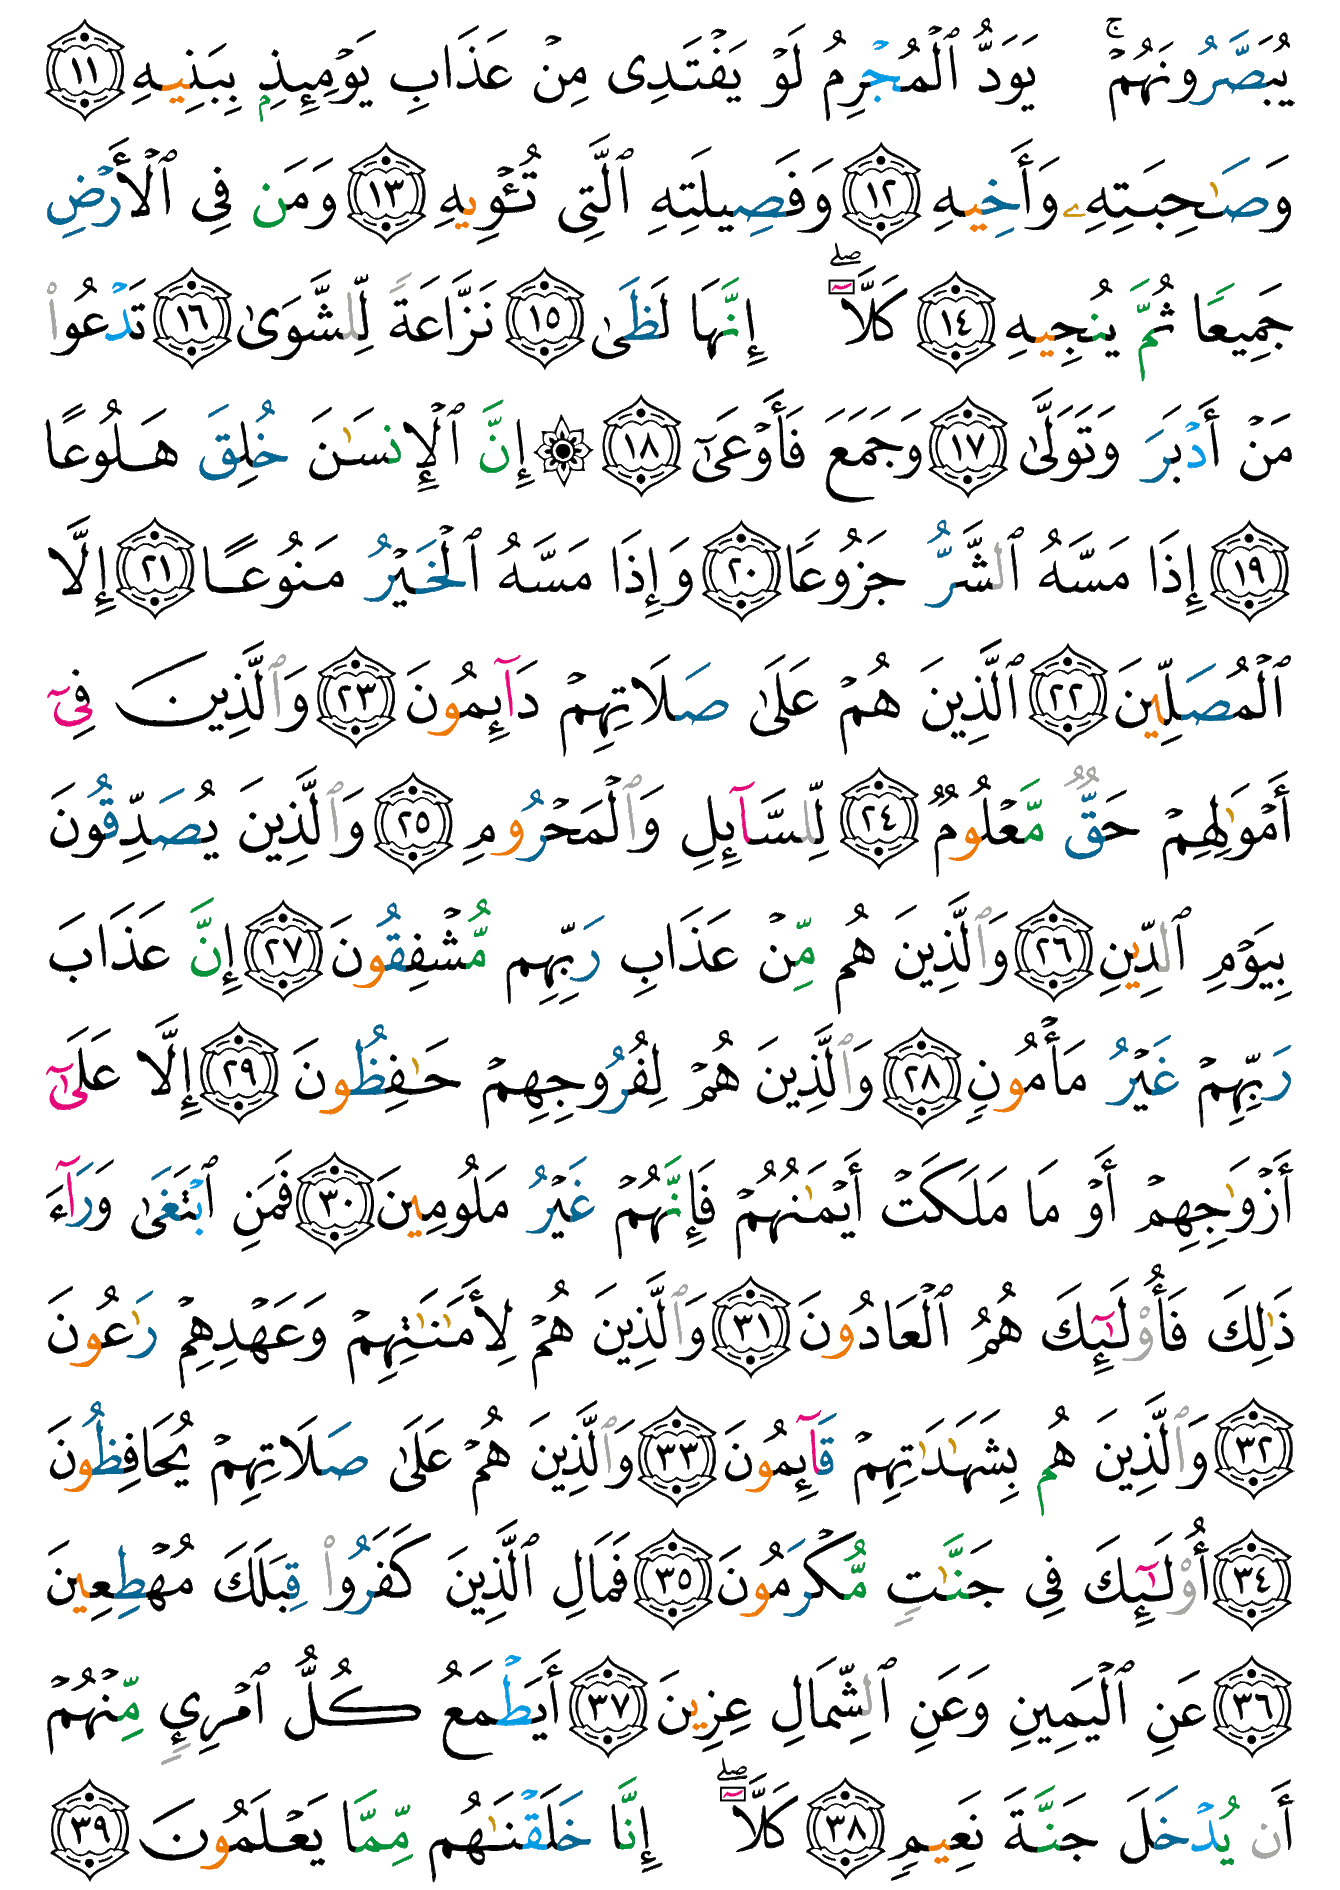 يُبَصَّرُونَهُمۡۚ يَوَدُّ ٱلۡمُجۡرِمُ لَوۡ يَفۡتَدِى مِنۡ عَذَابِ يَوۡمِئِذِۭ بِبَنِيهِ ١١
وَصَـٰحِبَتِهِۦ وَأَخِيهِ ١٢ وَفَصِيلَتِهِ ٱلَّتِى تُـٔۡوِيهِ ١٣ وَمَن فِى ٱلۡأَرۡضِ
جَمِيعًا ثُمَّ يُنجِيهِ ١٤ كَلَّآۖ إِنَّهَا لَظَىٰ ١٥ نَزَّاعَةً لِّلشَّوَىٰ ١٦ تَدۡعُواْ
مَنۡ أَدۡبَرَ وَتَوَلَّىٰ ١٧ وَجَمَعَ فَأَوۡعَىٰٓ ١٨ ۞ إِنَّ ٱلۡإِنسَـٰنَ خُلِقَ هَلُوعًا
١٩ إِذَا مَسَّهُ ٱلشَّرُّ جَزُوعًا ٢٠ وَإِذَا مَسَّهُ ٱلۡخَيۡرُ مَنُوعًا ٢١ إِلَّا
ٱلۡمُصَلِّينَ ٢٢ ٱلَّذِينَ هُمۡ عَلَىٰ صَلَاتِهِمۡ دَآئِمُونَ ٢٣ وَٱلَّذِينَ فِىٓ
أَمۡوَٰلِهِمۡ حَقٌّ مَّعۡلُومٌ ٢٤ لِّلسَّآئِلِ وَٱلۡمَحۡرُومِ ٢٥ وَٱلَّذِينَ يُصَدِّقُونَ
بِيَوۡمِ ٱلدِّينِ ٢٦ وَٱلَّذِينَ هُم مِّنۡ عَذَابِ رَبِّهِم مُّشۡفِقُونَ ٢٧ إِنَّ عَذَابَ
رَبِّهِمۡ غَيۡرُ مَأۡمُونٍ ٢٨ وَٱلَّذِينَ هُمۡ لِفُرُوجِهِمۡ حَـٰفِظُونَ ٢٩ إِلَّا عَلَىٰٓ
أَزۡوَٰجِهِمۡ أَوۡ مَا مَلَكَتۡ أَيۡمَـٰنُهُمۡ فَإِنَّهُمۡ غَيۡرُ مَلُومِينَ ٣٠ فَمَنِ ٱبۡتَغَىٰ وَرَآءَ
ذَٰلِكَ فَأُوْلَـٰٓئِكَ هُمُ ٱلۡعَادُونَ ٣١ وَٱلَّذِينَ هُمۡ لِأَمَـٰنَـٰتِهِمۡ وَعَهۡدِهِمۡ رَٰعُونَ
٣٢ وَٱلَّذِينَ هُم بِشَهَـٰدَٰتِهِمۡ قَآئِمُونَ ٣٣ وَٱلَّذِينَ هُمۡ عَلَىٰ صَلَاتِهِمۡ يُحَافِظُونَ
٣٤ أُوْلَـٰٓئِكَ فِى جَنَّـٰتٍ مُّكۡرَمُونَ ٣٥ فَمَالِ ٱلَّذِينَ كَفَرُواْ قِبَلَكَ مُهۡطِعِينَ
٣٦ عَنِ ٱلۡيَمِينِ وَعَنِ ٱلشِّمَالِ عِزِينَ ٣٧ أَيَطۡمَعُ كُلُّ ٱمۡرِئٍ مِّنۡهُمۡ
أَن يُدۡخَلَ جَنَّةَ نَعِيمٍ ٣٨ كَلَّآۖ إِنَّا خَلَقۡنَـٰهُم مِّمَّا يَعۡلَمُونَ ٣٩